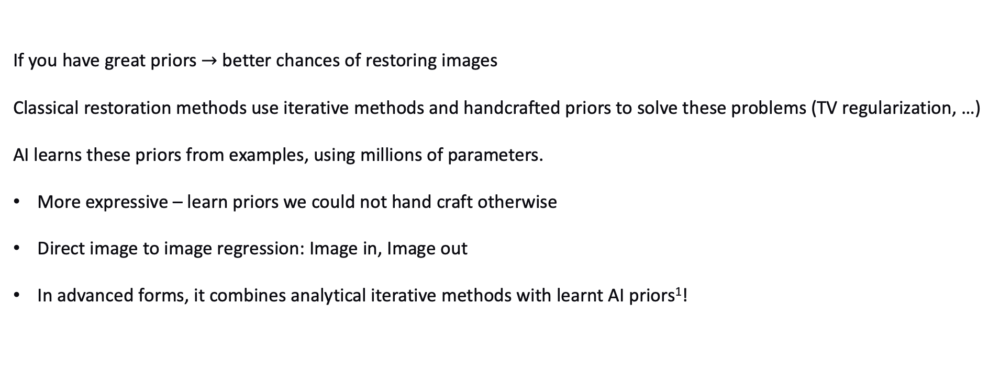 If you have great priors → better chances of restoring images
Classical restoration methods use iterative methods and handcrafted priors to solve these problems (TV regularization, …)
AI learns these priors from examples, using millions of parameters.
• More expressive – learn priors we could not hand craft otherwise
• Direct image to image regression: Image in, Image out
• In advanced forms, it combines analytical iterative methods with learnt AI priors¹!